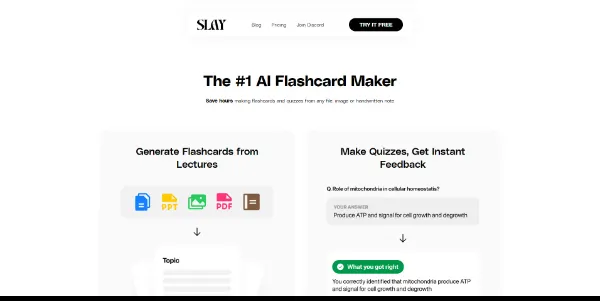 SLAY
Blog
Pricing
Join Discord
TRY IT FREE
The #1 AI Flashcard Maker
Save hours making flashcards and quizzes from any file image or handwritten note
Generate Flashcards from
Lectures
PPT
PDF
Topic
Make Quizzes, Get Instant
Feedback
Q. Role of mitochondria in cellular homeostatis?
YOUR ANSWER
Produce ATP and signal for cell growth and degrowth
What you got right
You correctly identified that mitochondria produce ATP
and signal for cell growth and degrowth